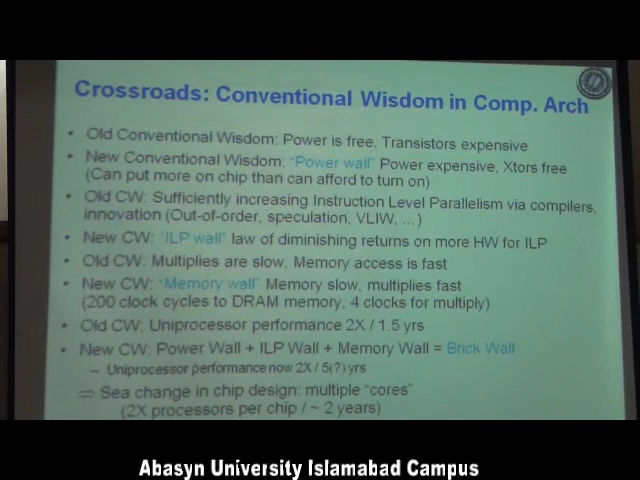 Crossroads: Conventional Wisdom in Comp. Arch
• Old Conventional Wisdom: Power is free, Transistors expensive
• New Conventional Wisdom: "Power wall" Power expensive, Xtors free
(Can put more on chip than can afford to turn on)
• Old CW: Sufficiently increasing Instruction Level Parallelism via compilers,
innovation (Out-of-order, speculation, VLIW, ...)
• New CW: "ILP wall" law of diminishing returns on more HW for ILP
• Old CW: Multiplies are slow, Memory access is fast
• New CW: "Memory wall" Memory slow, multiplies fast
(200 clock cycles to DRAM memory, 4 clocks for multiply)
• Old CW: Uniprocessor performance 2X / 1.5 yrs
• New CW: Power Wall + ILP Wall + Memory Wall = Brick Wall
– Uniprocessor performance now 2X / 5(?) yrs
⇒ Sea change in chip design: multiple "cores"
(2X processors per chip / ~ 2 years)
Abasyn University Islamabad Campus